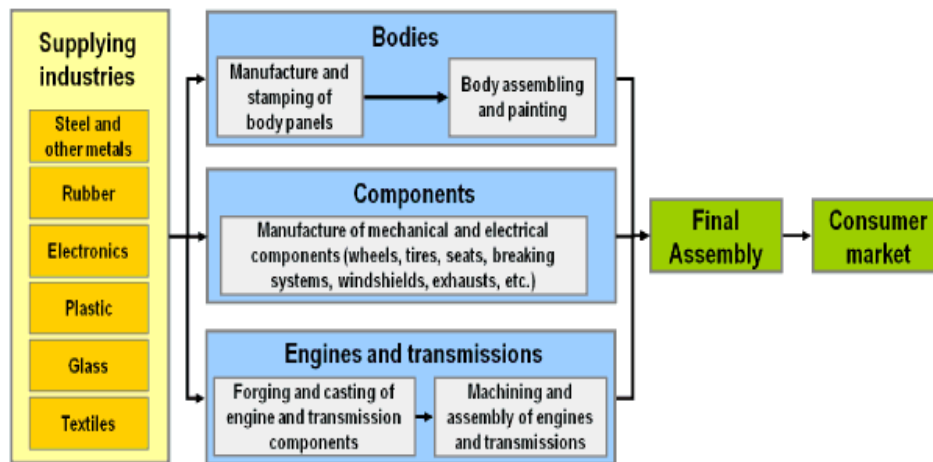 Supplying
industries
Steel and
other metals
Rubber
Electronics
Plastic
Glass
Textiles
Bodies
Manufacture and
stamping of
body panels
Body assembling
and painting
Components
Manufacture of mechanical and electrical
components (wheels, tires, seats, breaking
systems, windshields, exhausts, etc.)
Engines and transmissions
Forging and casting of
engine and transmission
components
Machining and
assembly of engines
and transmissions
Final
Assembly
Consumer
market